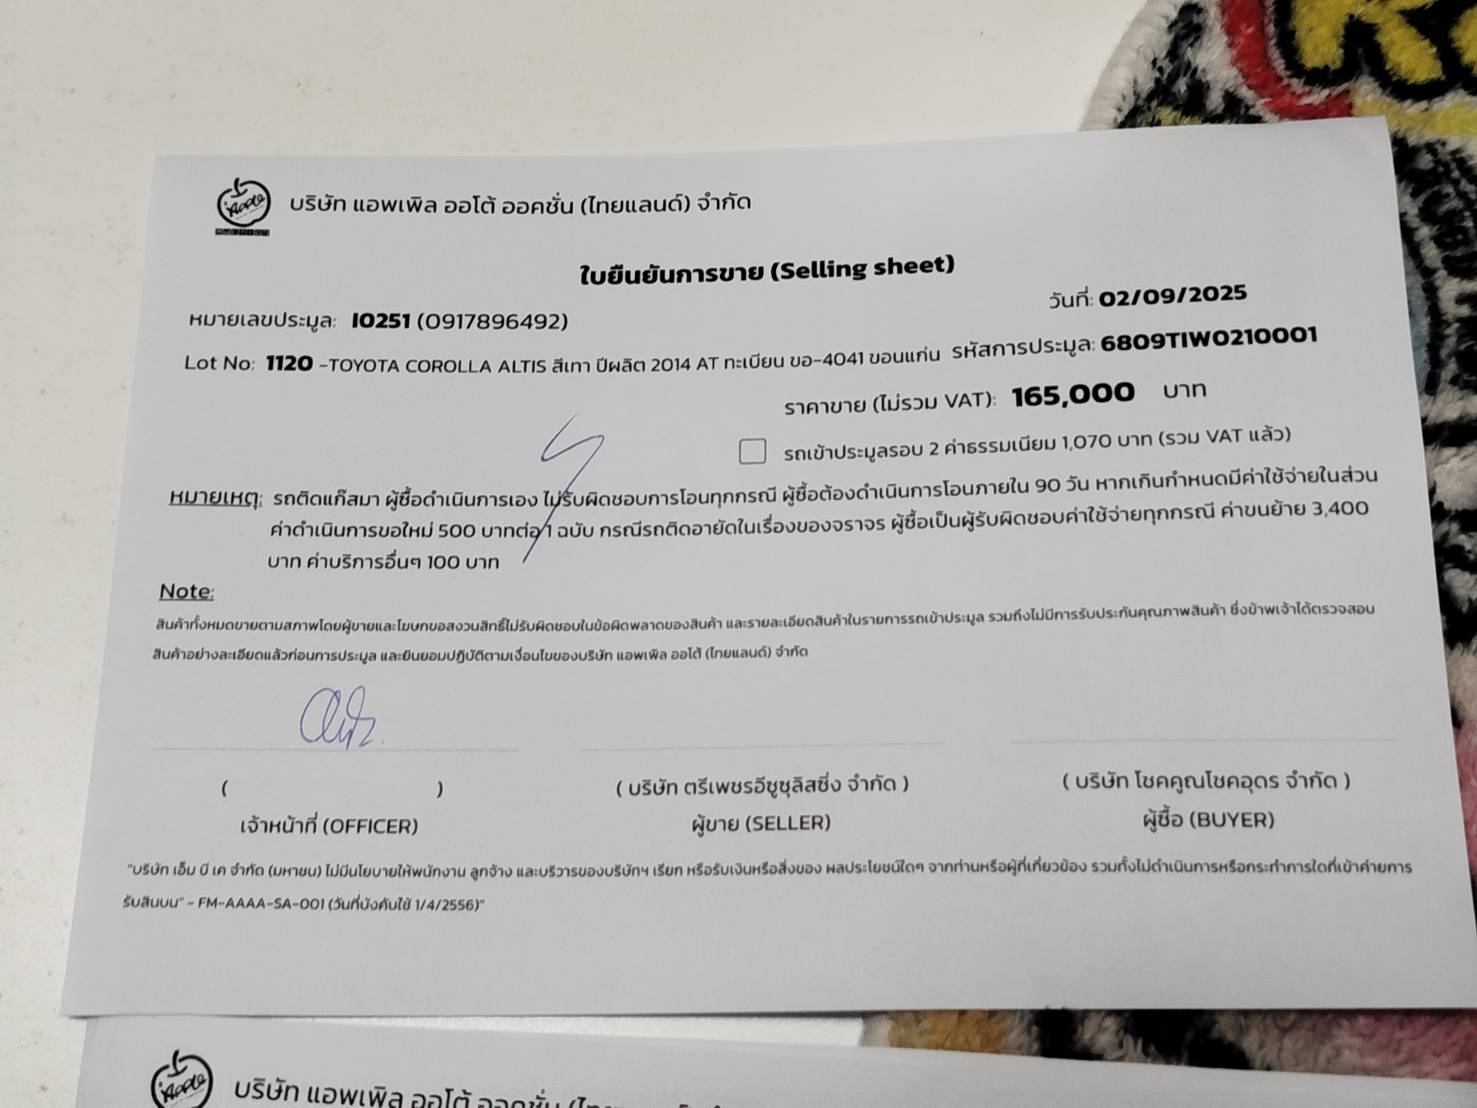 Apple
บริษัท แอพเพิล ออโต้ ออคชั่น (ไทยแลนด์) จำกัด
ใบยืนยันการขาย (Selling sheet)
วันที่: 02/09/2025
หมายเลขประมูล: I0251 (0917896492)
Lot No: 1120 -TOYOTA COROLLA ALTIS สีเทา ปีผลิต 2014 AT ทะเบียน ขอ-4041 ขอนแก่น รหัสการประมูล: 6809TIW0210001
ราคาขาย (ไม่รวม VAT): 165,000 บาท
รถเข้าประมูลรอบ 2 ค่าธรรมเนียม 1,070 บาท (รวม VAT แล้ว)
หมายเหตุ: รถติดแก๊สมา ผู้ซื้อดำเนินการเอง ไม่รับผิดชอบการโอนทุกกรณี ผู้ซื้อต้องดำเนินการโอนภายใน 90 วัน หากเกินกำหนดมีค่าใช้จ่ายในส่วน
ค่าดำเนินการขอใหม่ 500 บาทต่อ 1 ฉบับ กรณีรถติดอายัดในเรื่องของจราจร ผู้ซื้อเป็นผู้รับผิดชอบค่าใช้จ่ายทุกกรณี ค่าขนย้าย 3,400
บาท ค่าบริการอื่นๆ 100 บาท
Note:
สินค้าทั้งหมดขายตามสภาพโดยผู้ขายและโฆษกขอสงวนสิทธิ์ไม่รับผิดชอบในข้อผิดพลาดของสินค้า และรายละเอียดสินค้าในรายการรถเข้าประมูล รวมถึงไม่มีการรับประกันคุณภาพสินค้า ซึ่งข้าพเจ้าได้ตรวจสอบ
สินค้าอย่างละเอียดแล้วก่อนการประมูล และยินยอมปฏิบัติตามเงื่อนไขของบริษัท แอพเพิล ออโต้ (ไทยแลนด์) จำกัด
( )
( บริษัท ตรีเพชรอีซูซุลิสซิ่ง จำกัด )
( บริษัท โชคคูณโชคอุดร จำกัด )
เจ้าหน้าที่ (OFFICER)
ผู้ขาย (SELLER)
ผู้ซื้อ (BUYER)
"บริษัท เอ็ม บี เค จำกัด (มหาชน) ไม่มีนโยบายให้พนักงาน ลูกจ้าง และบริวารของบริษัทฯ เรียก หรือรับเงินหรือสิ่งของ ผลประโยชน์ใดๆ จากท่านหรือผู้ที่เกี่ยวข้อง รวมทั้งไม่ดำเนินการหรือกระทำการใดที่เข้าค่ายการ
รับสินบน" - FM-AAAA-SA-001 (วันที่บังคับใช้ 1/4/2556)"
Apple
บริษัท แอพเพิล ออโต้ ออคชั่น